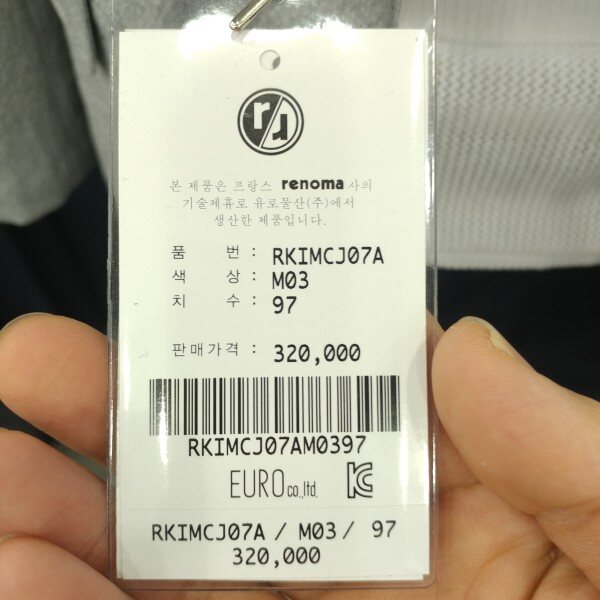 본 제품은 프랑스 renoma 사의
기술제휴로 유로물산(주)에서
생산한 제품입니다.
품 번 : RKIMCJ07A
색 상 : M03
치 수 : 97
판매가격 : 320,000
RKIMCJ07AM0397
EURO co.,ltd.
RKIMCJ07A / M03 / 97
320,000